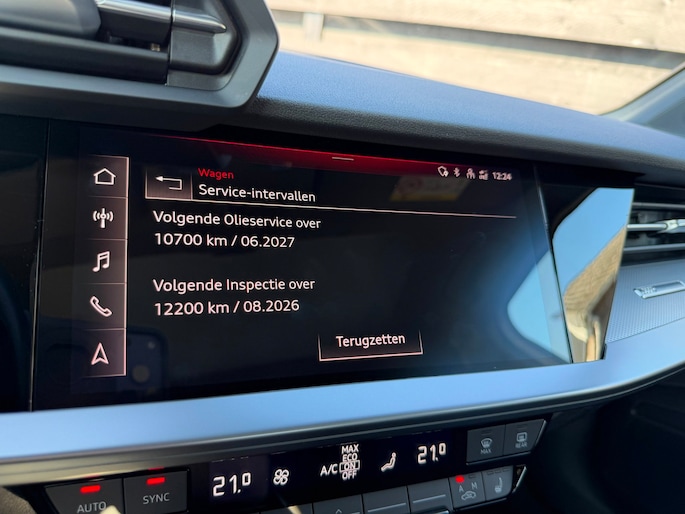 Wagen
Service-intervallen
12:24
Volgende Olieservice over
10700 km / 06.2027
Volgende Inspectie over
12200 km / 08.2026
Terugzetten
21.0
A/C
MAX
ECO
ON
OFF
21.0
MAX
REAR
AUTO
SYNC
A
M